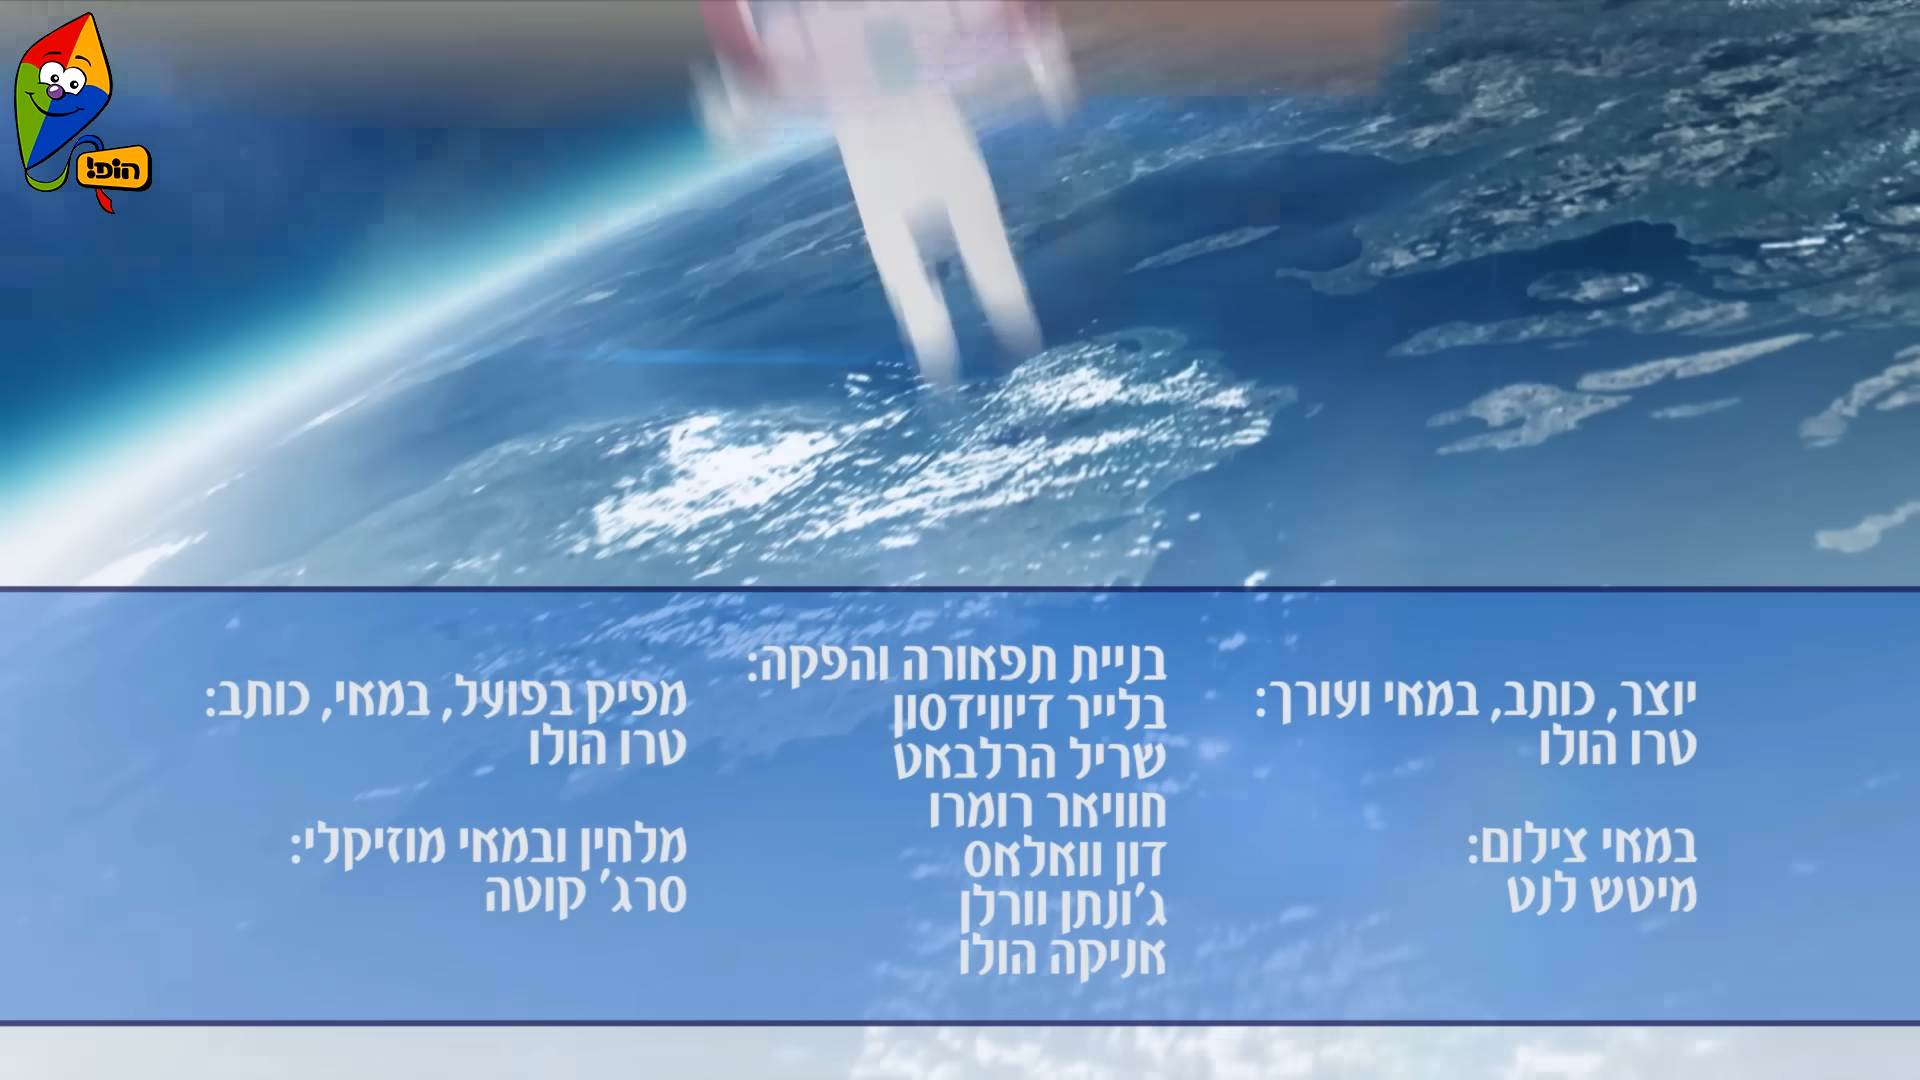 הופ!
יוצר, כותב, במאי ועורך:
טרו הולו
במאי צילום:
מיטש לנט
בניית תפאורה והפקה:
בלייר דיווידסון
שריל הרלבאט
חוויאר רומרו
דון וואלאס
ג'ונתן וורלן
אניקה הולו
מפיק בפועל, במאי, כותב:
טרו הולו
מלחין ובמאי מוזיקלי:
סרג' קוטה